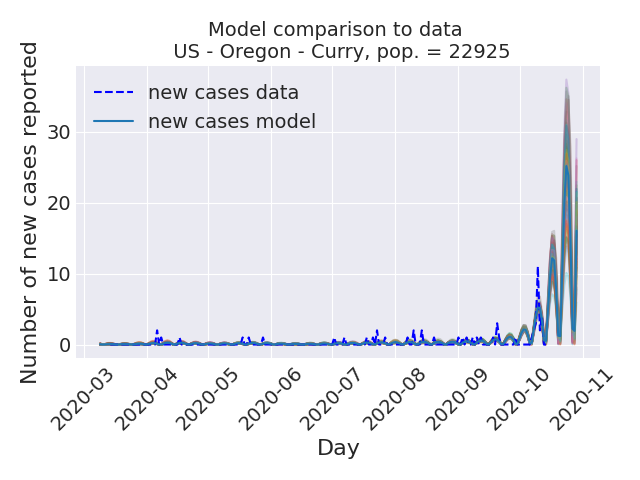 Model comparison to data
US - Oregon - Curry, pop. = 22925
new cases data
new cases model
Number of new cases reported
30
20
10
0
2020-03
2020-04
2020-05
2020-06
2020-07
2020-08
2020-09
2020-10
2020-11
Day